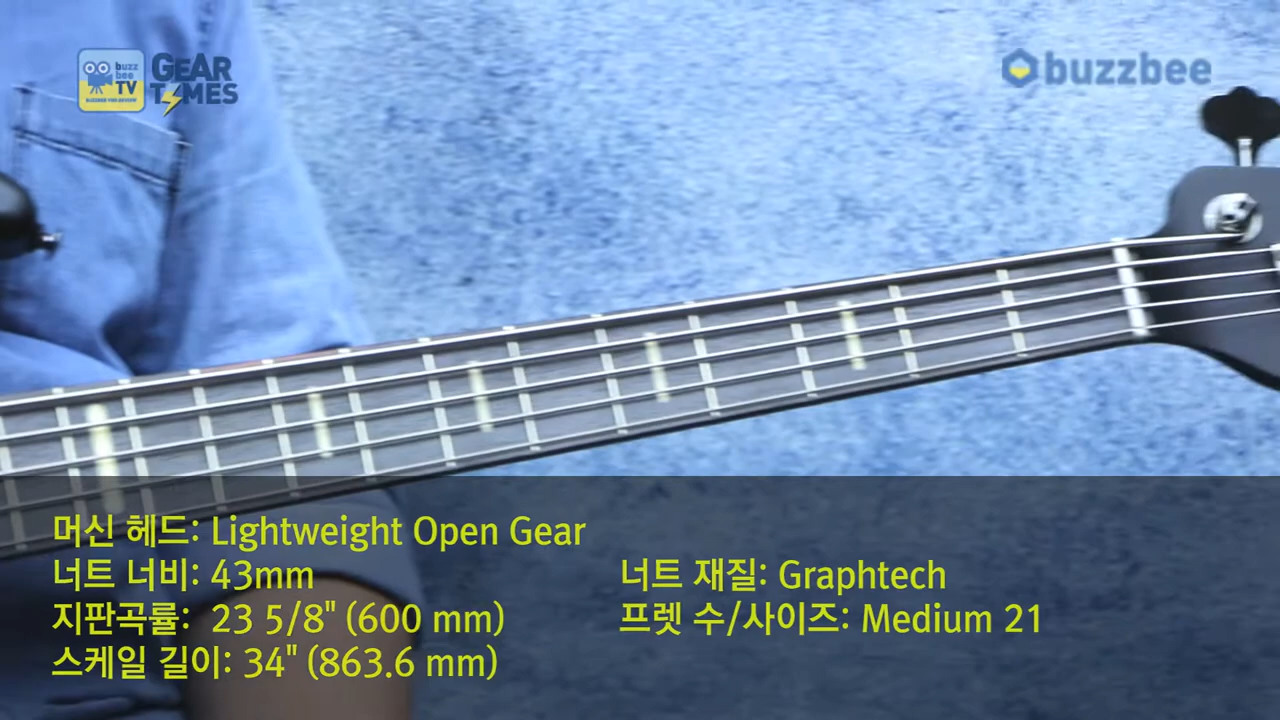 buzz
bee
TV
GEAR
TIMES
buzzbee
머신 헤드: Lightweight Open Gear
너트 너비: 43mm
너트 재질: Graphtech
지판곡률: 23 5/8" (600 mm)
프렛 수/사이즈: Medium 21
스케일 길이: 34" (863.6 mm)